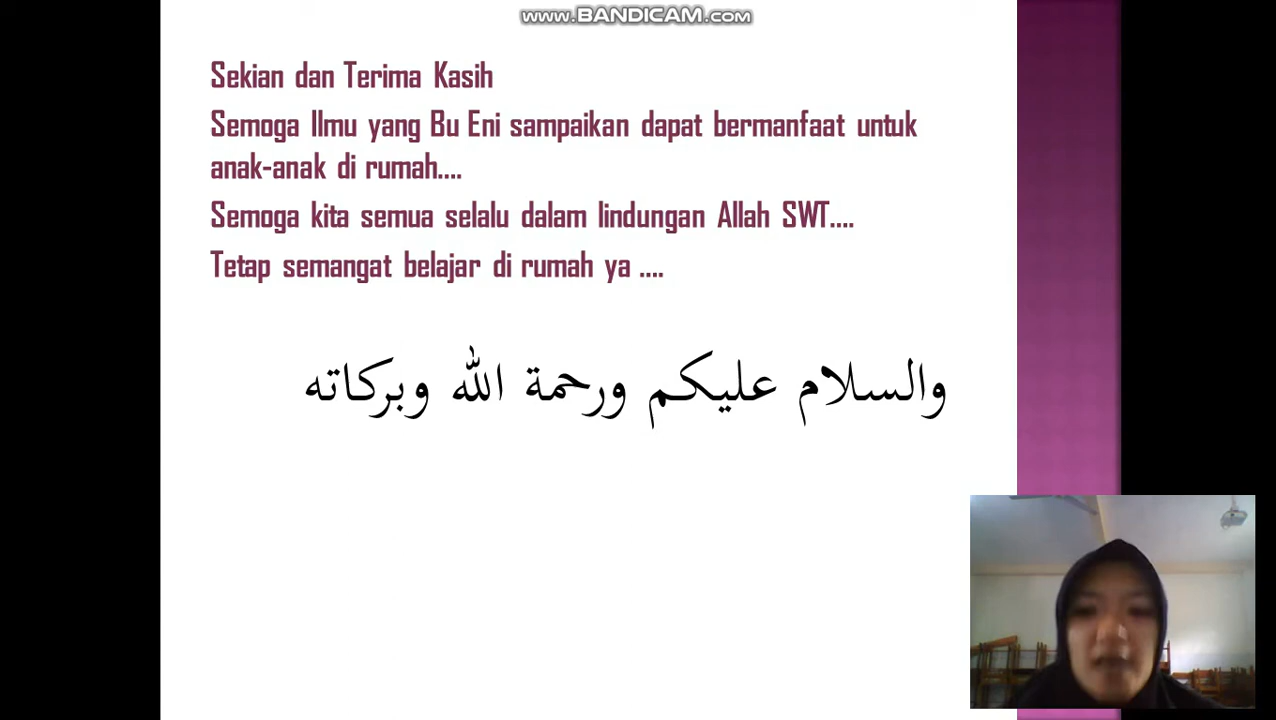 www.BANDICAM.com
Sekian dan Terima Kasih
Semoga Ilmu yang Bu Eni sampaikan dapat bermanfaat untuk
anak-anak di rumah....
Semoga kita semua selalu dalam lindungan Allah SWT....
Tetap semangat belajar di rumah ya ....
والسلام عليكم ورحمة الله وبركاته